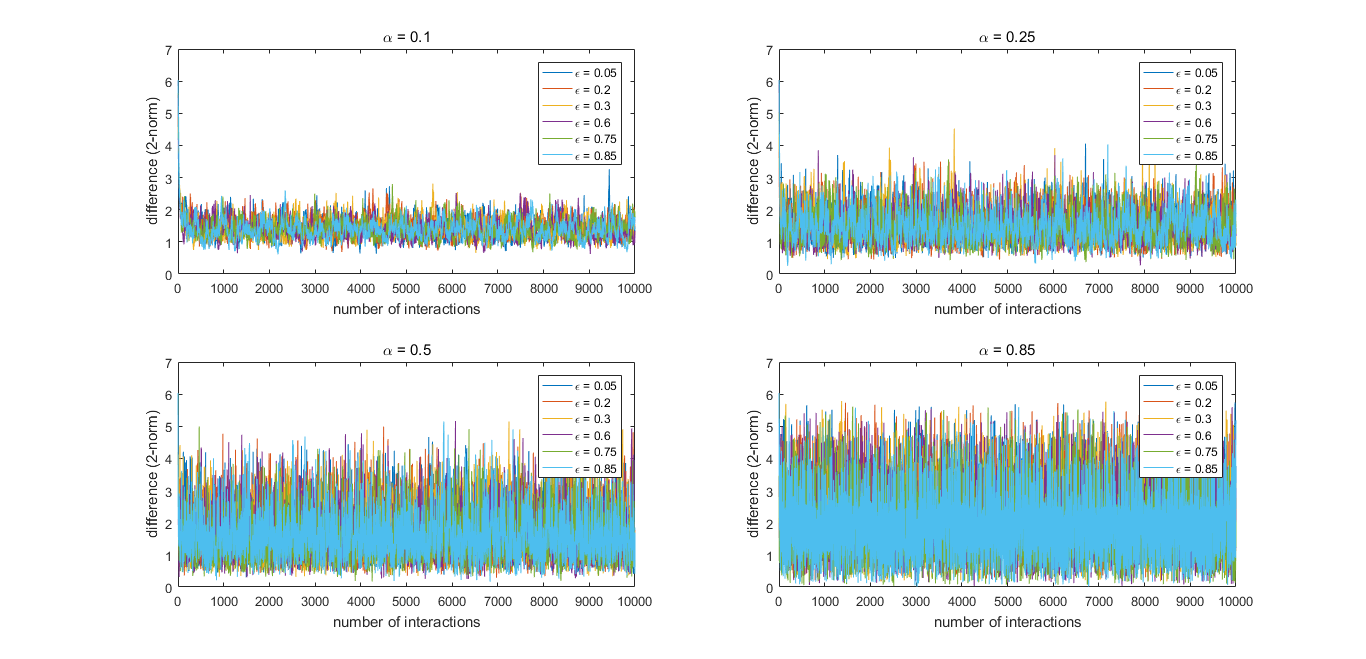 α = 0.1
7
6
5
4
3
2
1
0
difference (2-norm)
0 1000 2000 3000 4000 5000 6000 7000 8000 9000 10000
number of interactions
ϵ = 0.05
ϵ = 0.2
ϵ = 0.3
ϵ = 0.6
ϵ = 0.75
ϵ = 0.85
α = 0.25
7
6
5
4
3
2
1
0
difference (2-norm)
0 1000 2000 3000 4000 5000 6000 7000 8000 9000 10000
number of interactions
ϵ = 0.05
ϵ = 0.2
ϵ = 0.3
ϵ = 0.6
ϵ = 0.75
ϵ = 0.85
α = 0.5
7
6
5
4
3
2
1
0
difference (2-norm)
0 1000 2000 3000 4000 5000 6000 7000 8000 9000 10000
number of interactions
ϵ = 0.05
ϵ = 0.2
ϵ = 0.3
ϵ = 0.6
ϵ = 0.75
ϵ = 0.85
α = 0.85
7
6
5
4
3
2
1
0
difference (2-norm)
0 1000 2000 3000 4000 5000 6000 7000 8000 9000 10000
number of interactions
ϵ = 0.05
ϵ = 0.2
ϵ = 0.3
ϵ = 0.6
ϵ = 0.75
ϵ = 0.85